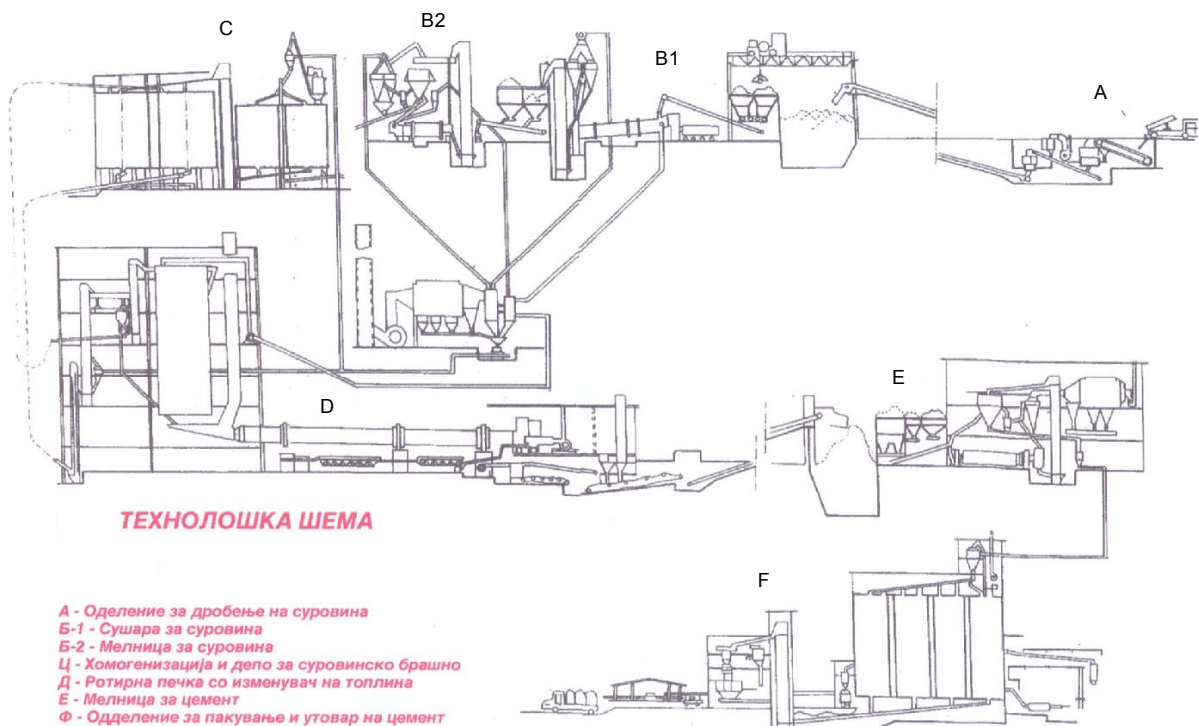 C
B2
B1
A
D
E
F
ТЕХНОЛОШКА ШЕМА
А - Оделение за дробење на суровина
Б-1 - Сушара за суровина
Б-2 - Мелница за суровина
Ц - Хомогенизација и депо за суровинско брашно
Д - Ротирна печка со изменувач на топлина
Е - Мелница за цемент
Ф - Одделение за пакување и утовар на цемент